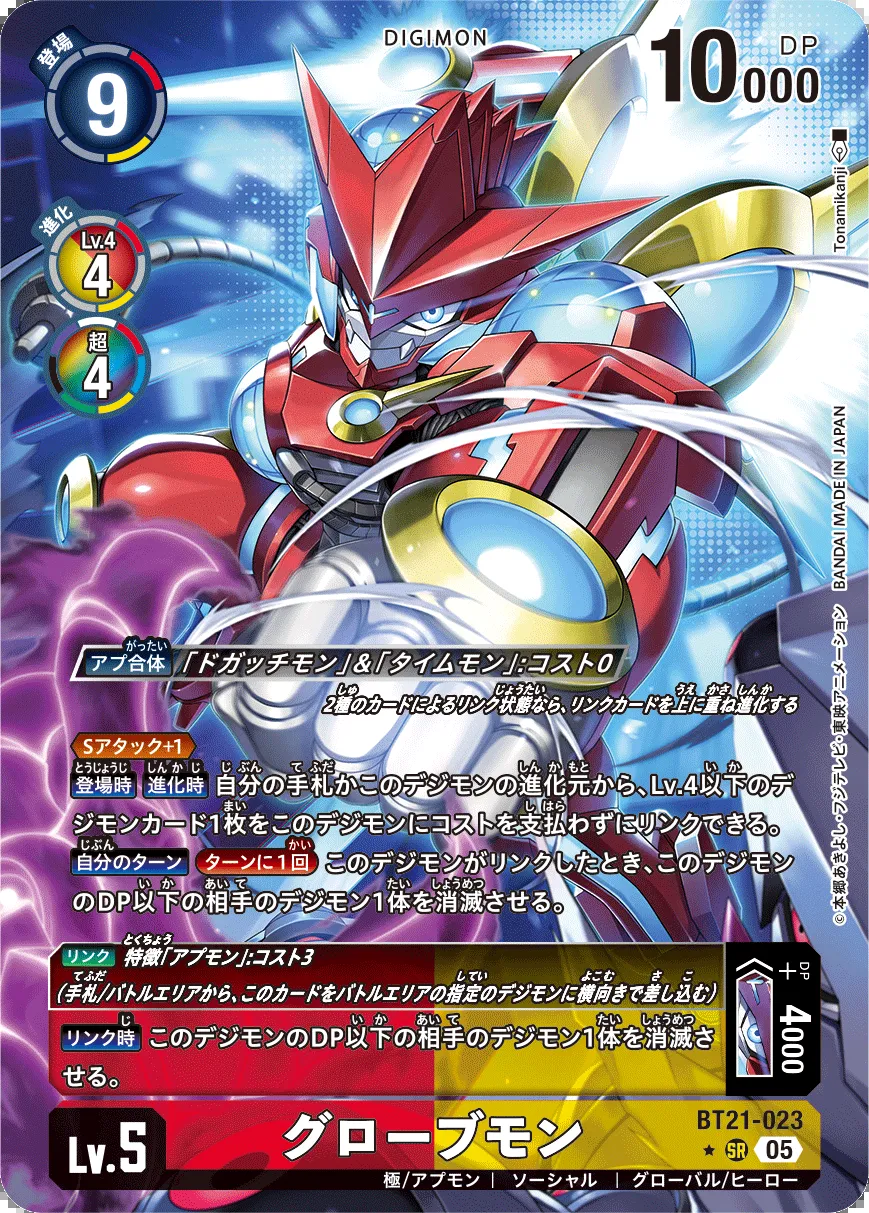 DIGIMON
登場
9
10000
DP
進化
Lv.4
4
超
4
Tonamikanji
©本郷あきよし・フジテレビ・東映アニメーション BANDAI MADE IN JAPAN
アプ合体 「ドガッチモン」&「タイムモン」:コスト0
2種のカードによるリンク状態なら、リンクカードを上に重ね進化する
Sアタック+1
登場時 進化時 自分の手札かこのデジモンの進化元から、Lv.4以下のデ
ジモンカード1枚をこのデジモンにコストを支払わずにリンクできる。
自分のターン ターンに1回 このデジモンがリンクしたとき、このデジモン
のDP以下の相手のデジモン1体を消滅させる。
リンク 特徴「アプモン」:コスト3
(手札/バトルエリアから、このカードをバトルエリアの指定のデジモンに横向きで差し込む)
リンク時 このデジモンのDP以下の相手のデジモン1体を消滅さ
せる。
DP
+4000
Lv.5
グローブモン
BT21-023
SR 05
極/アプモン | ソーシャル | グローバル/ヒーロー